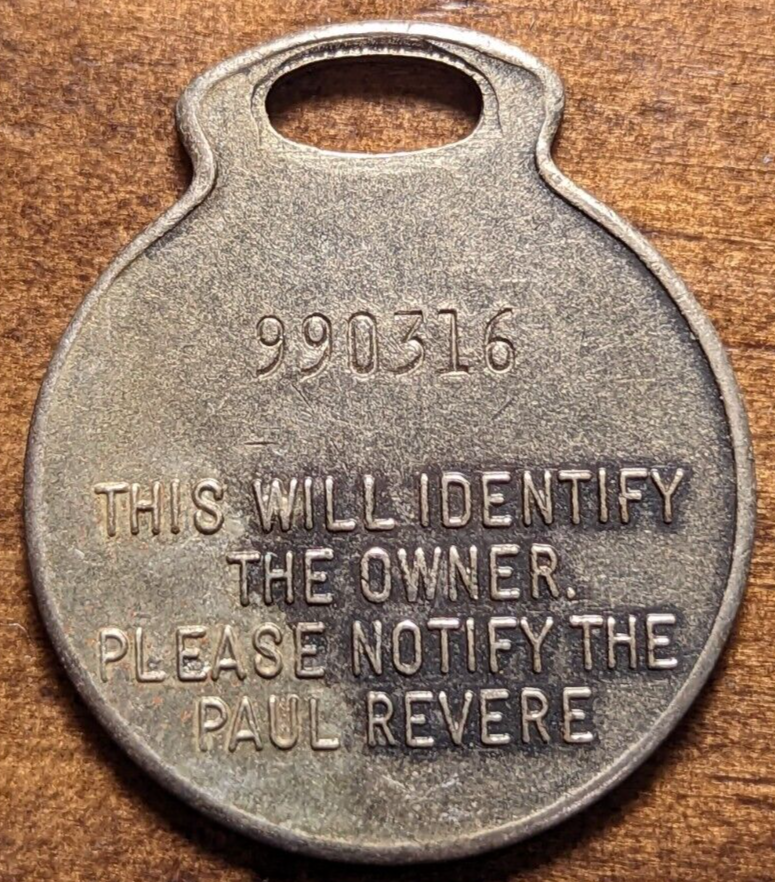 990316
THIS WILL IDENTIFY
THE OWNER.
PLEASE NOTIFY THE
PAUL REVERE